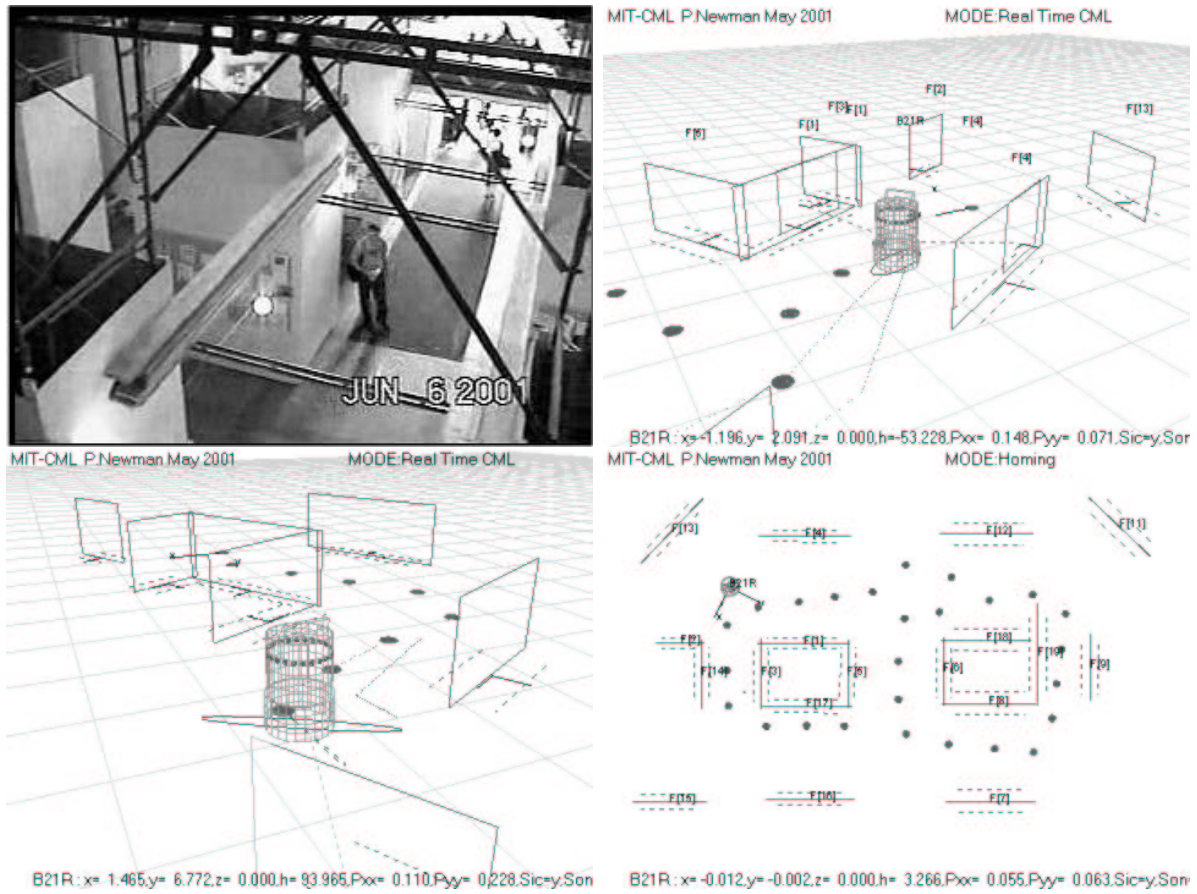 JUN 6 2001
MIT-CML P.Newman May 2001 MODE:Real Time CML
F[2]
F[3] F[1] F[13]
F[6] F[1] B21R F[4]
F[4]
x
B21R : x= -1.196,y= 2.091,z= 0.000,h=-53.228,Pxx= 0.148,Pyy= 0.071,Sic=y,Son
MIT-CML P.Newman May 2001 MODE:Real Time CML
x
y
B21R : x= 1.465,y= 6.772,z= 0.000,h= 93.965,Pxx= 0.110,Pyy= 0.228,Sic=y,Son
MIT-CML P.Newman May 2001 MODE:Homing
F[13] F[4] F[12] F[11]
B21R
x
F[2] F[1] F[18]
F[14] F[3] F[5] F[6] F[10] F[9]
F[17] F[8]
F[15] F[16] F[7]
B21R : x= -0.012,y= -0.002,z= 0.000,h= 3.266,Pxx= 0.055,Pyy= 0.063,Sic=y,Son